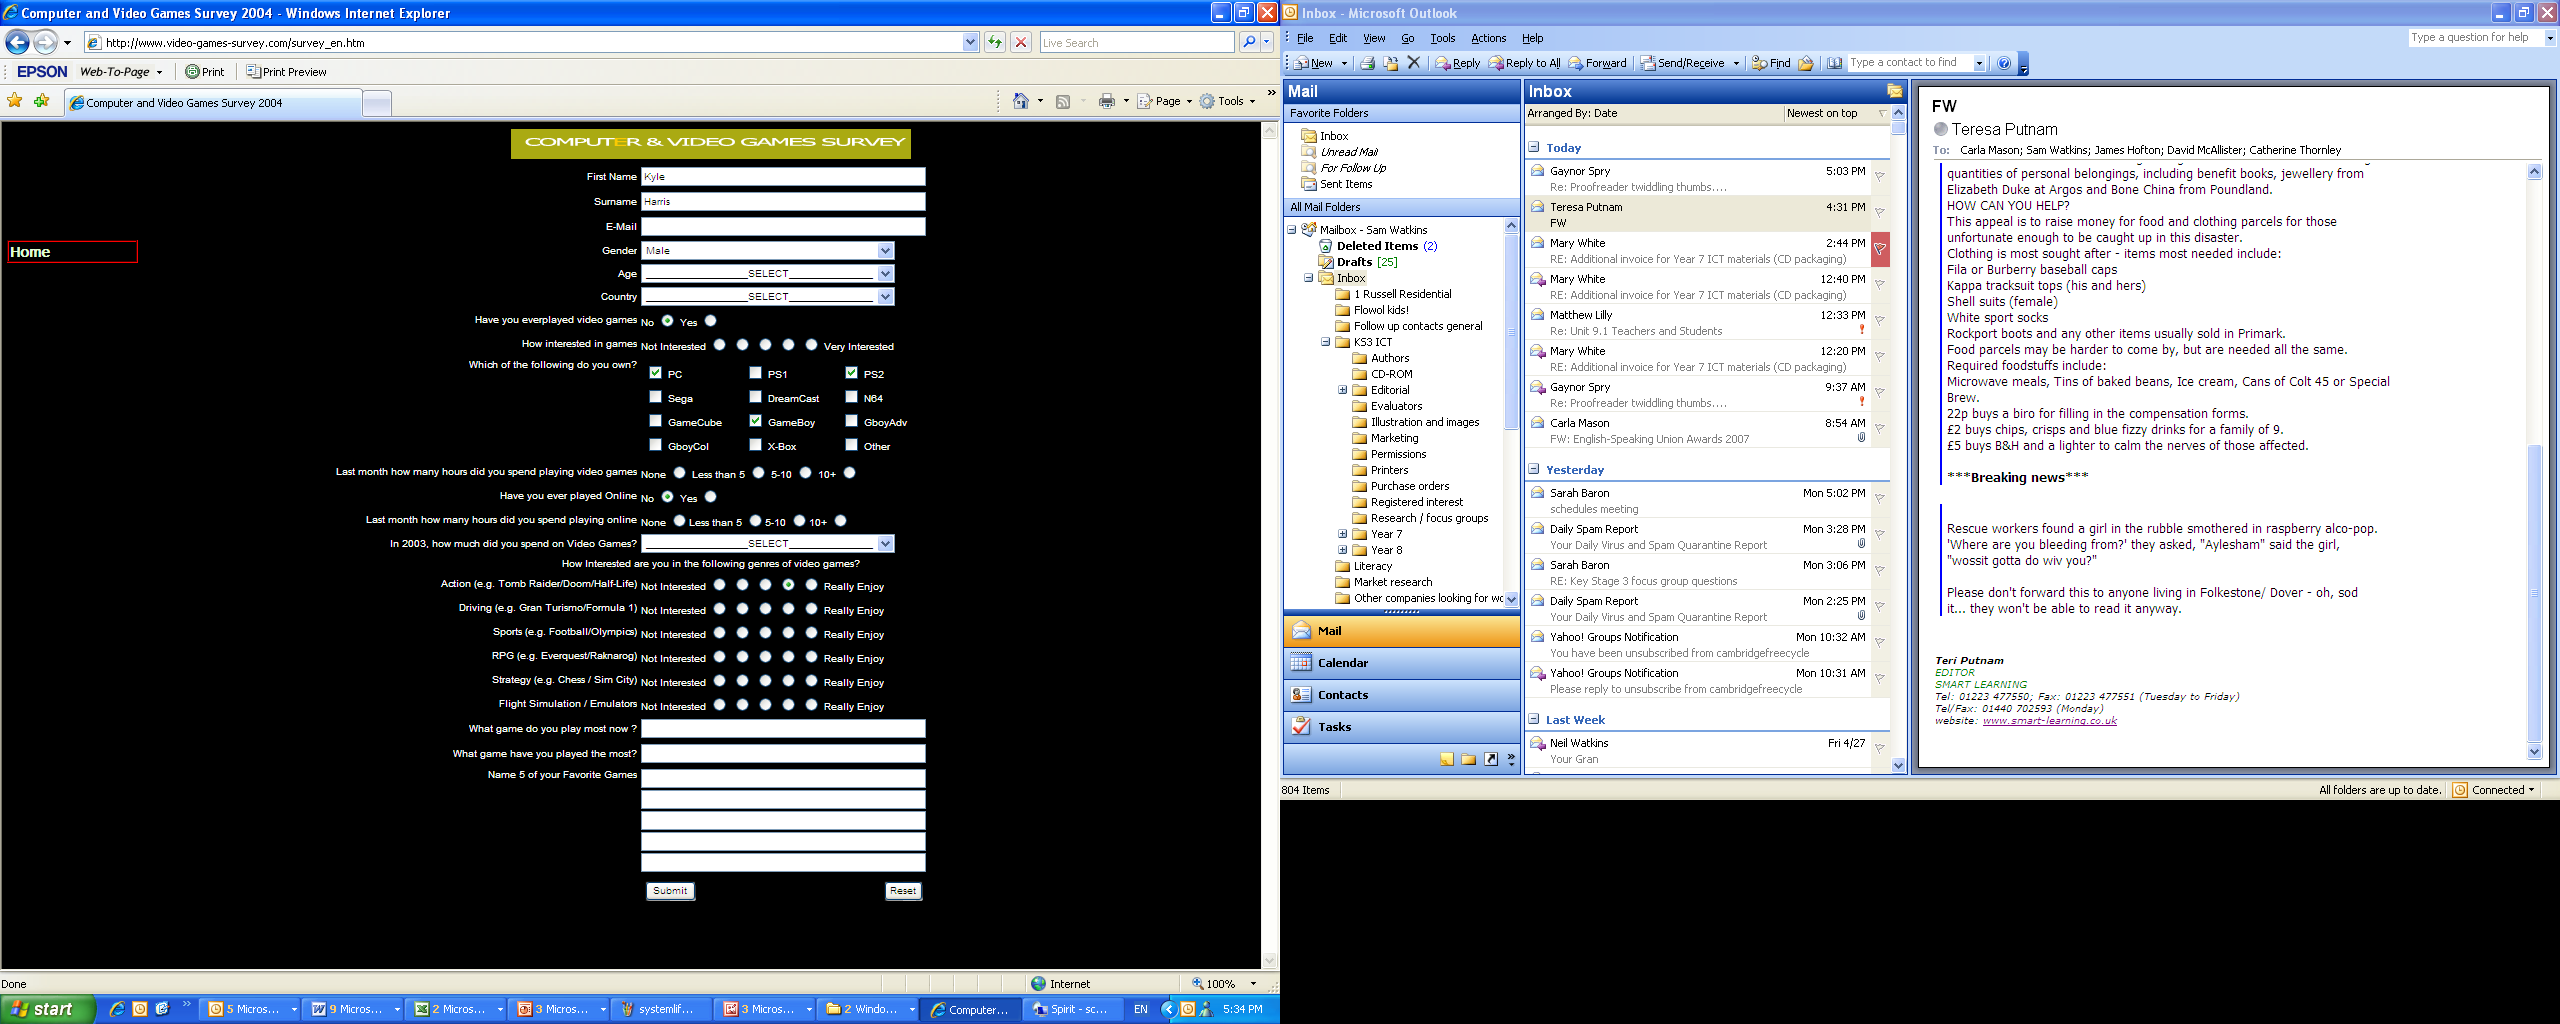 Computer and Video Games Survey 2004 - Windows Internet Explorer
http://www.video-games-survey.com/survey_en.htm
Live Search
EPSON Web-To-Page Print Print Preview
Computer and Video Games Survey 2004
Page Tools
COMPUTER & VIDEO GAMES SURVEY
First Name Kyle
Surname Harris
E-Mail
Home
Gender Male
Age SELECT
Country SELECT
Have you everplayed video games No Yes
How interested in games Not Interested Very Interested
Which of the following do you own?
PC PS1 PS2
Sega DreamCast N64
GameCube GameBoy GboyAdv
GboyCol X-Box Other
Last month how many hours did you spend playing video games None Less than 5 5-10 10+
Have you ever played Online No Yes
Last month how many hours did you spend playing online None Less than 5 5-10 10+
In 2003, how much did you spend on Video Games? SELECT
How Interested are you in the following genres of video games?
Action (e.g. Tomb Raider/Doom/Half-Life) Not Interested Really Enjoy
Driving (e.g. Gran Turismo/Formula 1) Not Interested Really Enjoy
Sports (e.g. Football/Olympics) Not Interested Really Enjoy
RPG (e.g. Everquest/Raknarog) Not Interested Really Enjoy
Strategy (e.g. Chess / Sim City) Not Interested Really Enjoy
Flight Simulation / Emulators Not Interested Really Enjoy
What game do you play most now ?
What game have you played the most?
Name 5 of your Favorite Games
Submit Reset
Done Internet 100%
start 5 Micros... 9 Micros... 2 Micros... 3 Micros... systemlif... 3 Micros... 2 Windo... Computer... Spirit - sc... EN 5:34 PM
Inbox - Microsoft Outlook
File Edit View Go Tools Actions Help
Type a question for help
New Reply Reply to All Forward Send/Receive Find Type a contact to find
Mail
Favorite Folders
Inbox
Unread Mail
For Follow Up
Sent Items
All Mail Folders
Mailbox - Sam Watkins
Deleted Items (2)
Drafts [25]
Inbox
1 Russell Residential
Flowol kids!
Follow up contacts general
KS3 ICT
Authors
CD-ROM
Editorial
Evaluators
Illustration and images
Marketing
Permissions
Printers
Purchase orders
Registered interest
Research / focus groups
Year 7
Year 8
Literacy
Market research
Other companies looking for wo
Mail
Calendar
Contacts
Tasks
804 Items
Inbox
Arranged By: Date Newest on top
Today
Gaynor Spry 5:03 PM
Re: Proofreader twiddling thumbs....
Teresa Putnam 4:31 PM
FW
Mary White 2:44 PM
RE: Additional invoice for Year 7 ICT materials (CD packaging)
Mary White 12:40 PM
RE: Additional invoice for Year 7 ICT materials (CD packaging)
Matthew Lilly 12:33 PM
Re: Unit 9.1 Teachers and Students
Mary White 12:20 PM
RE: Additional invoice for Year 7 ICT materials (CD packaging)
Gaynor Spry 9:37 AM
Re: Proofreader twiddling thumbs....
Carla Mason 8:54 AM
FW: English-Speaking Union Awards 2007
Yesterday
Sarah Baron Mon 5:02 PM
schedules meeting
Daily Spam Report Mon 3:28 PM
Your Daily Virus and Spam Quarantine Report
Sarah Baron Mon 3:06 PM
RE: Key Stage 3 focus group questions
Daily Spam Report Mon 2:25 PM
Your Daily Virus and Spam Quarantine Report
Yahoo! Groups Notification Mon 10:32 AM
You have been unsubscribed from cambridgefreecycle
Yahoo! Groups Notification Mon 10:31 AM
Please reply to unsubscribe from cambridgefreecycle
Last Week
Neil Watkins Fri 4/27
Your Gran
FW
Teresa Putnam
To: Carla Mason; Sam Watkins; James Hofton; David McAllister; Catherine Thornley
quantities of personal belongings, including benefit books, jewellery from
Elizabeth Duke at Argos and Bone China from Poundland.
HOW CAN YOU HELP?
This appeal is to raise money for food and clothing parcels for those
unfortunate enough to be caught up in this disaster.
Clothing is most sought after - items most needed include:
Fila or Burberry baseball caps
Kappa tracksuit tops (his and hers)
Shell suits (female)
White sport socks
Rockport boots and any other items usually sold in Primark.
Food parcels may be harder to come by, but are needed all the same.
Required foodstuffs include:
Microwave meals, Tins of baked beans, Ice cream, Cans of Colt 45 or Special
Brew.
22p buys a biro for filling in the compensation forms.
£2 buys chips, crisps and blue fizzy drinks for a family of 9.
£5 buys B&H and a lighter to calm the nerves of those affected.
***Breaking news***
Rescue workers found a girl in the rubble smothered in raspberry alco-pop.
'Where are you bleeding from?' they asked, "Aylesham" said the girl,
"wossit gotta do wiv you?"
Please don't forward this to anyone living in Folkestone/ Dover - oh, sod
it... they won't be able to read it anyway.
Teri Putnam
EDITOR
SMART LEARNING
Tel: 01223 477550; Fax: 01223 477551 (Tuesday to Friday)
Tel/Fax: 01440 702593 (Monday)
website: www.smart-learning.co.uk
All folders are up to date. Connected